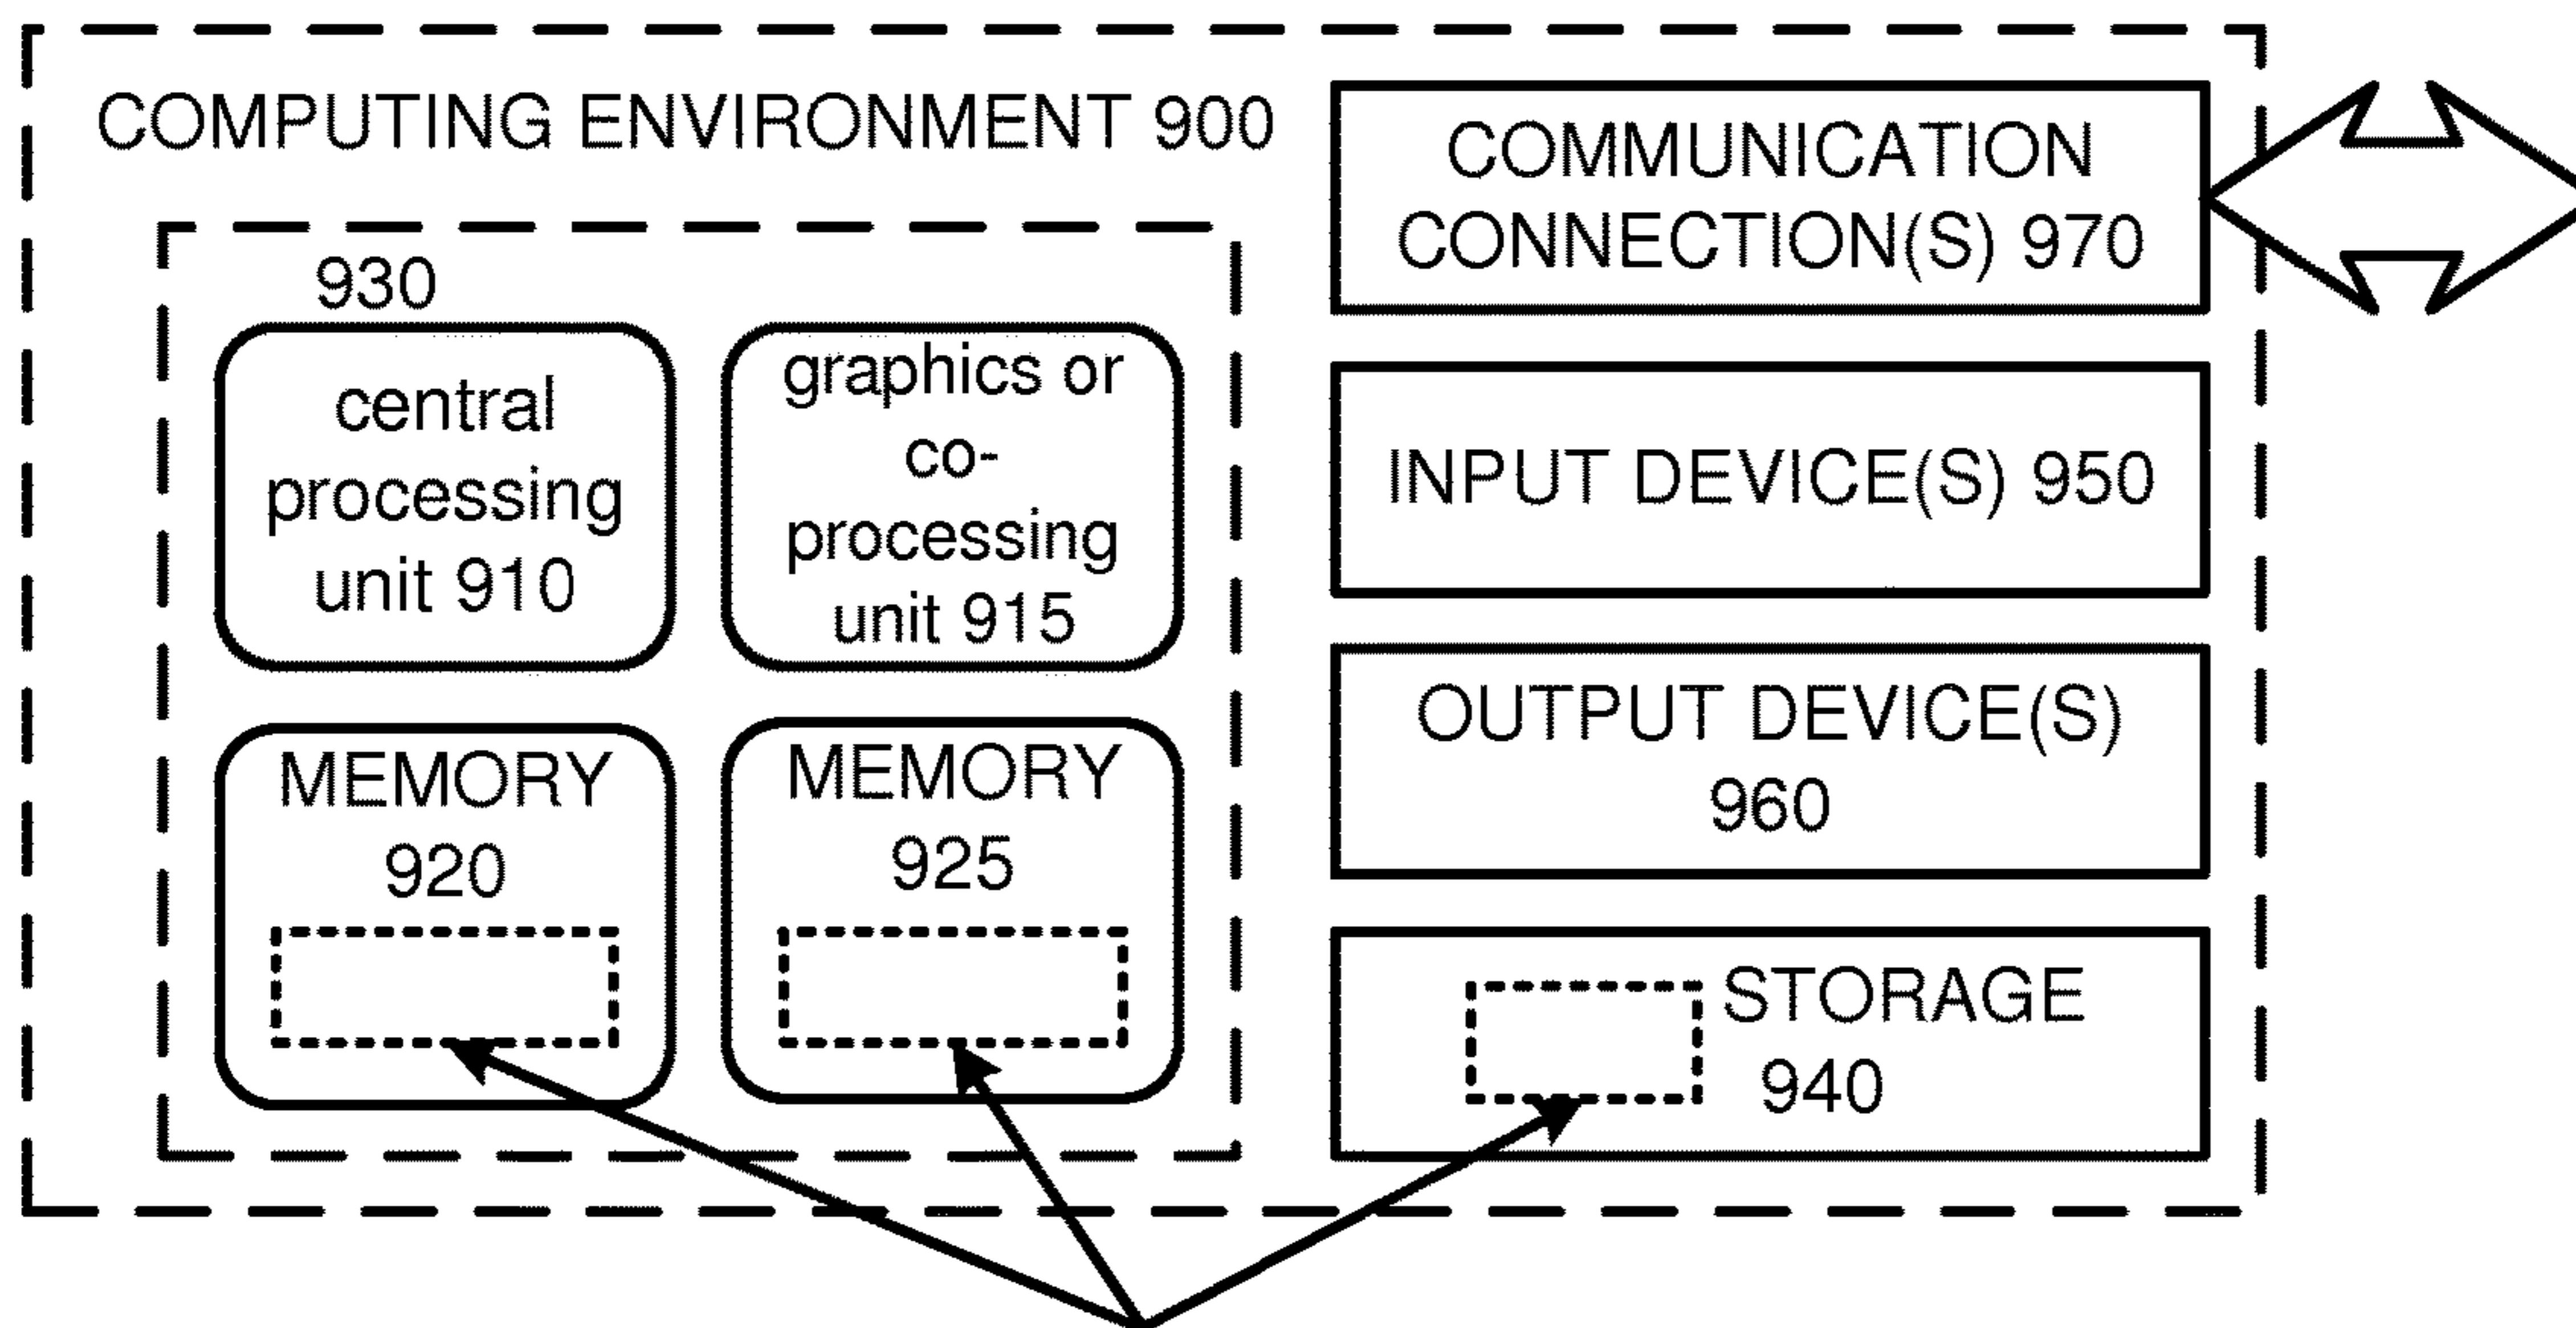 COMPUTING ENVIRONMENT 900
930
central
processing
unit 910
graphics or
co-
processing
unit 915
MEMORY
920
MEMORY
925
COMMUNICATION
CONNECTION(S) 970
INPUT DEVICE(S) 950
OUTPUT DEVICE(S)
960
STORAGE
940